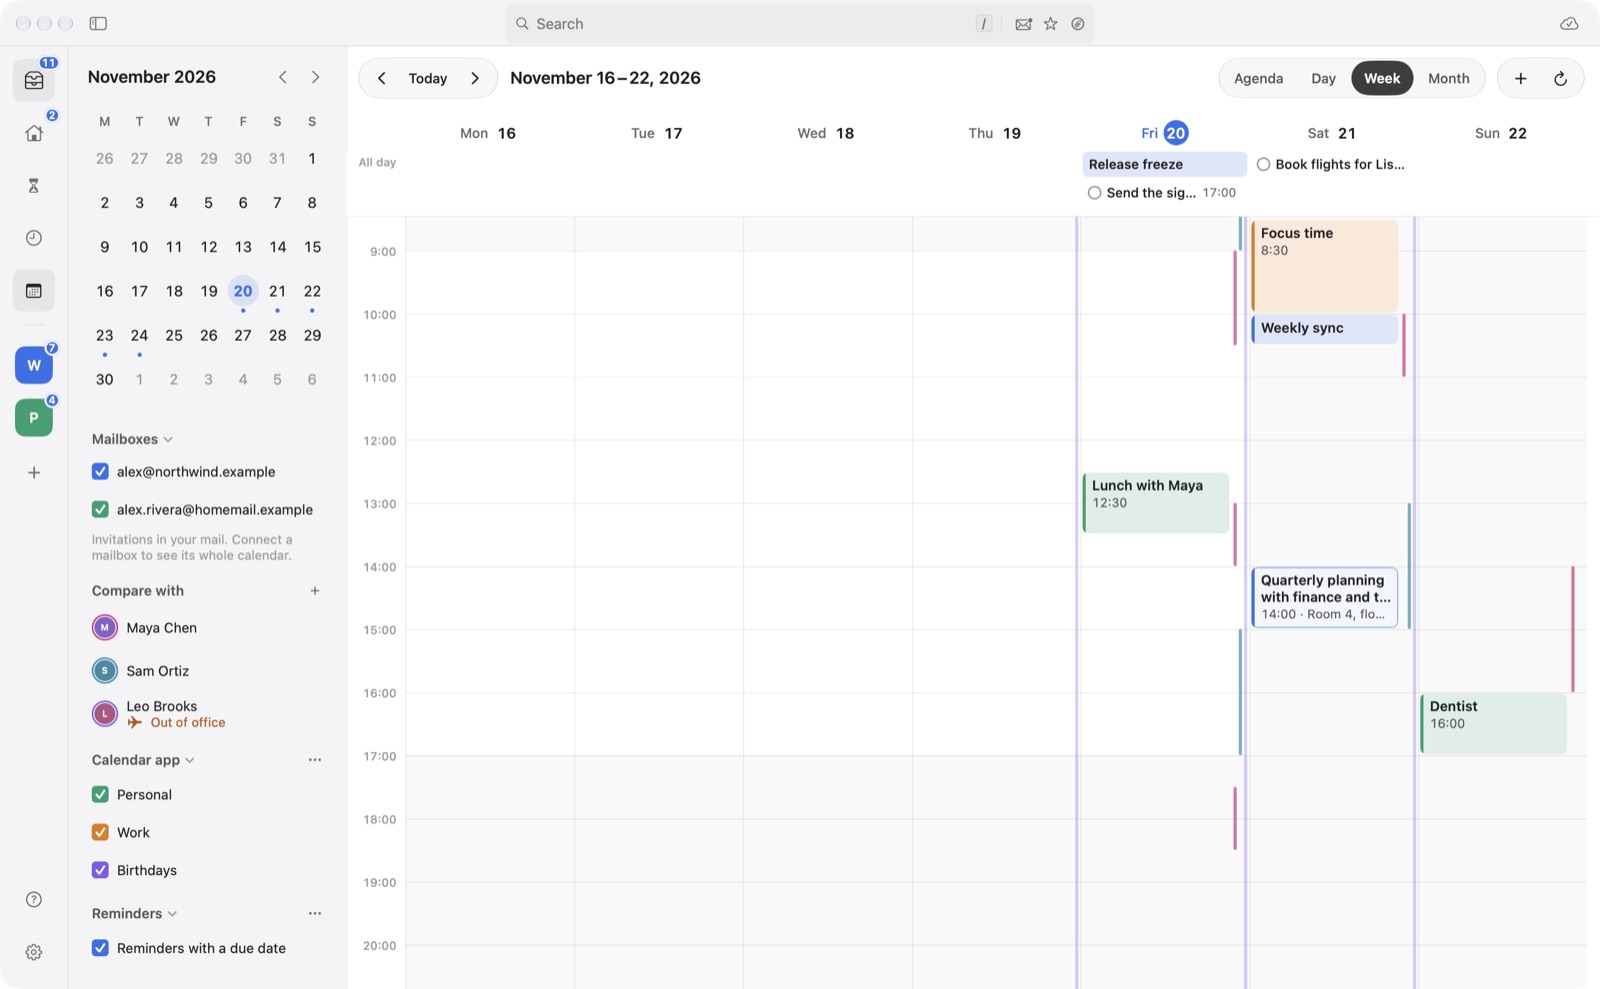 Search
/
11
2
7
W
4
P
November 2026
M T W T F S S
26 27 28 29 30 31 1
2 3 4 5 6 7 8
9 10 11 12 13 14 15
16 17 18 19 20 21 22
23 24 25 26 27 28 29
30 1 2 3 4 5 6
Mailboxes
alex@northwind.example
alex.rivera@homemail.example
Invitations in your mail. Connect a
mailbox to see its whole calendar.
Compare with
M Maya Chen
S Sam Ortiz
L Leo Brooks
Out of office
Calendar app
Personal
Work
Birthdays
Reminders
Reminders with a due date
Today
November 16–22, 2026
Agenda Day Week Month
Mon 16 Tue 17 Wed 18 Thu 19 Fri 20 Sat 21 Sun 22
All day
Release freeze
Book flights for Lis...
Send the sig... 17:00
9:00
10:00
11:00
12:00
13:00
14:00
15:00
16:00
17:00
18:00
19:00
20:00
Lunch with Maya
12:30
Focus time
8:30
Weekly sync
Quarterly planning
with finance and t...
14:00 · Room 4, flo...
Dentist
16:00